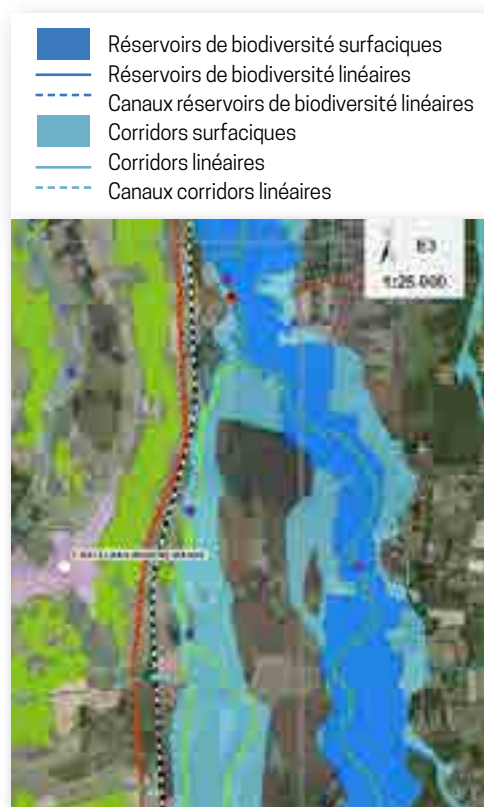 Réservoirs de biodiversité surfaciques
Réservoirs de biodiversité linéaires
Canaux réservoirs de biodiversité linéaires
Corridors surfaciques
Corridors linéaires
Canaux corridors linéaires
E3
1:25.000